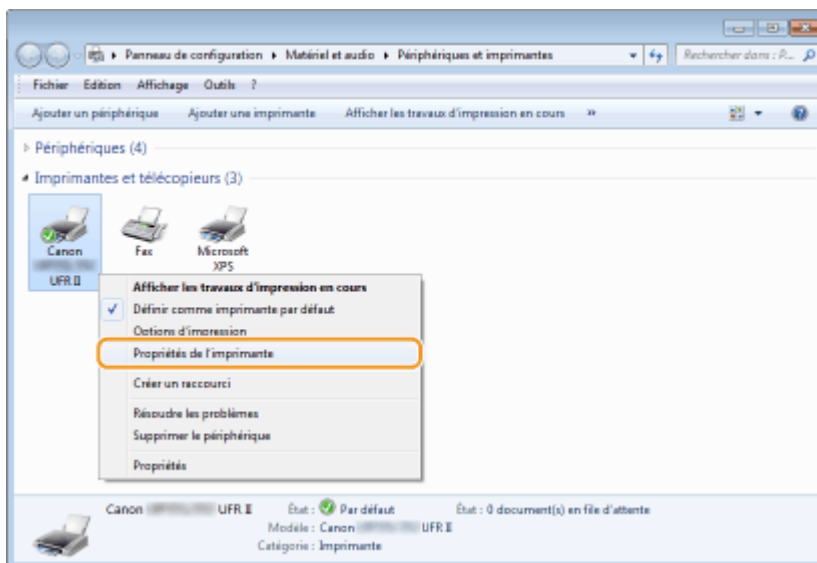 Panneau de configuration Matériel et audio Périphériques et imprimantes
Rechercher dans : P...
Fichier Edition Affichage Outils ?
Ajouter un périphérique Ajouter une imprimante Afficher les travaux d'impression en cours »
Périphériques (4)
Imprimantes et télécopieurs (3)
Canon
UFR II
Fax
Microsoft
XPS
Afficher les travaux d'impression en cours
Définir comme imprimante par défaut
Options d'impression
Propriétés de l'imprimante
Créer un raccourci
Résoudre les problèmes
Supprimer le périphérique
Propriétés
Canon UFR II État : Par défaut État : 0 document(s) en file d'attente
Modèle : Canon UFR II
Catégorie : Imprimante